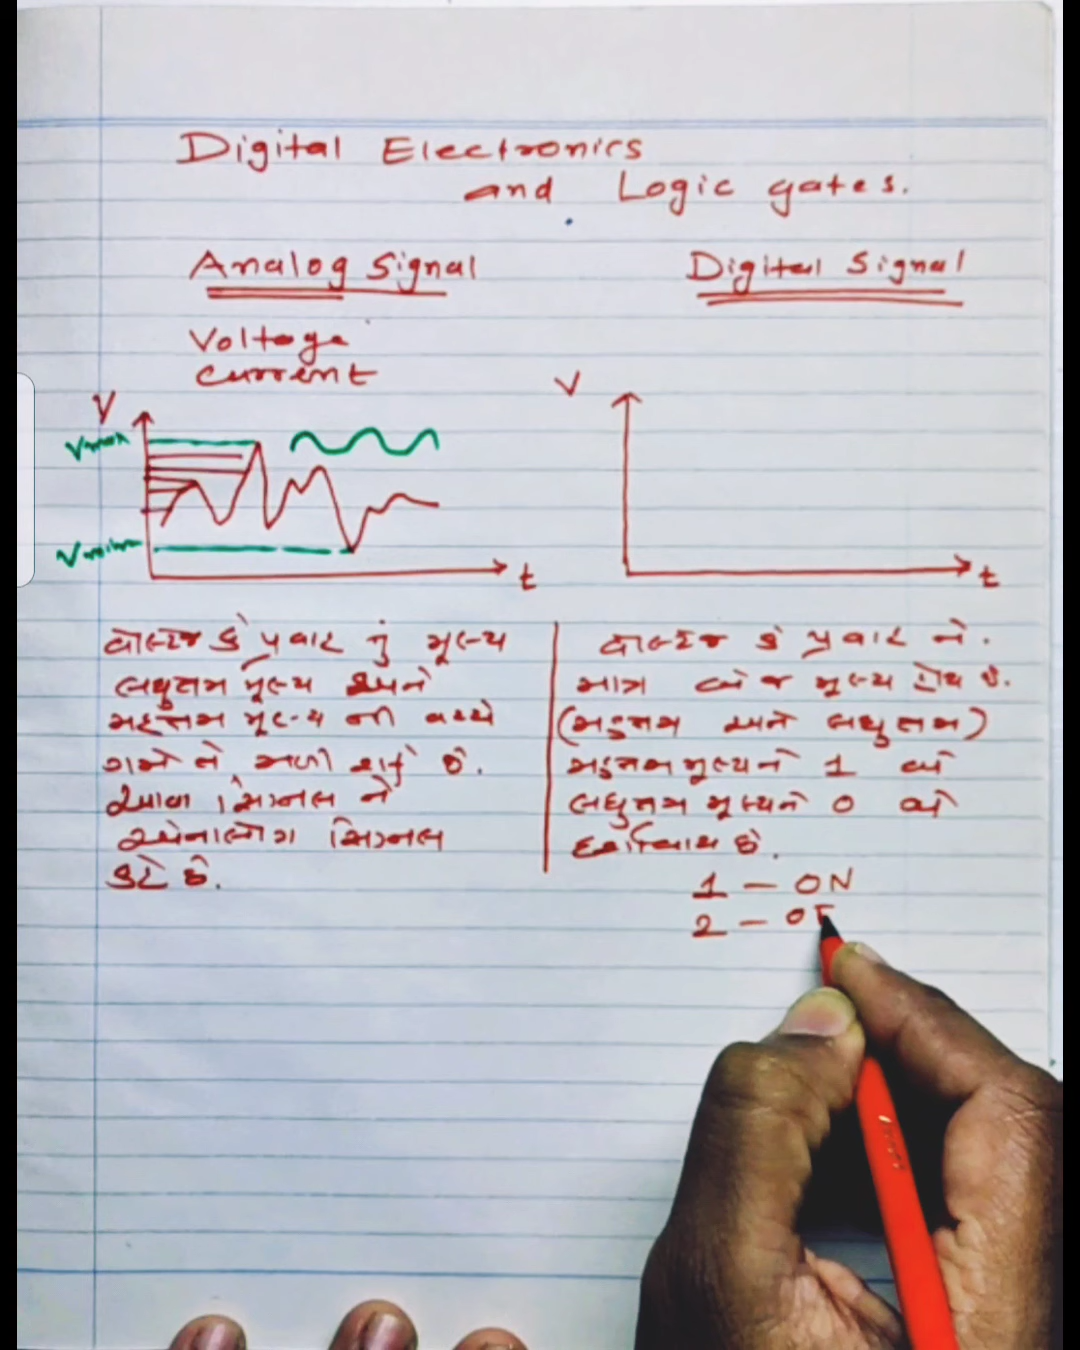 Digital Electronics
and Logic gates.
Analog Signal
Voltage
current
V
Vmax
Vmin
t
વોલ્ટેજ કે પ્રવાહ નું મૂલ્ય
લઘુત્તમ મૂલ્ય અને
મહત્તમ મૂલ્ય ની વચ્ચે
ગમે તે મળી શકે છે.
આવા સિગ્નલ ને
એનાલોગ સિગ્નલ
કહે છે.
Digital Signal
V
t
વોલ્ટેજ કે પ્રવાહ ને.
માત્ર બે જ મૂલ્ય હોય છે.
(મહત્તમ અને લઘુત્તમ)
મહત્તમ મૂલ્યને 1 વડે
લઘુત્તમ મૂલ્યને 0 વડે
દર્શાવાય છે.
1 - ON
2 - OF